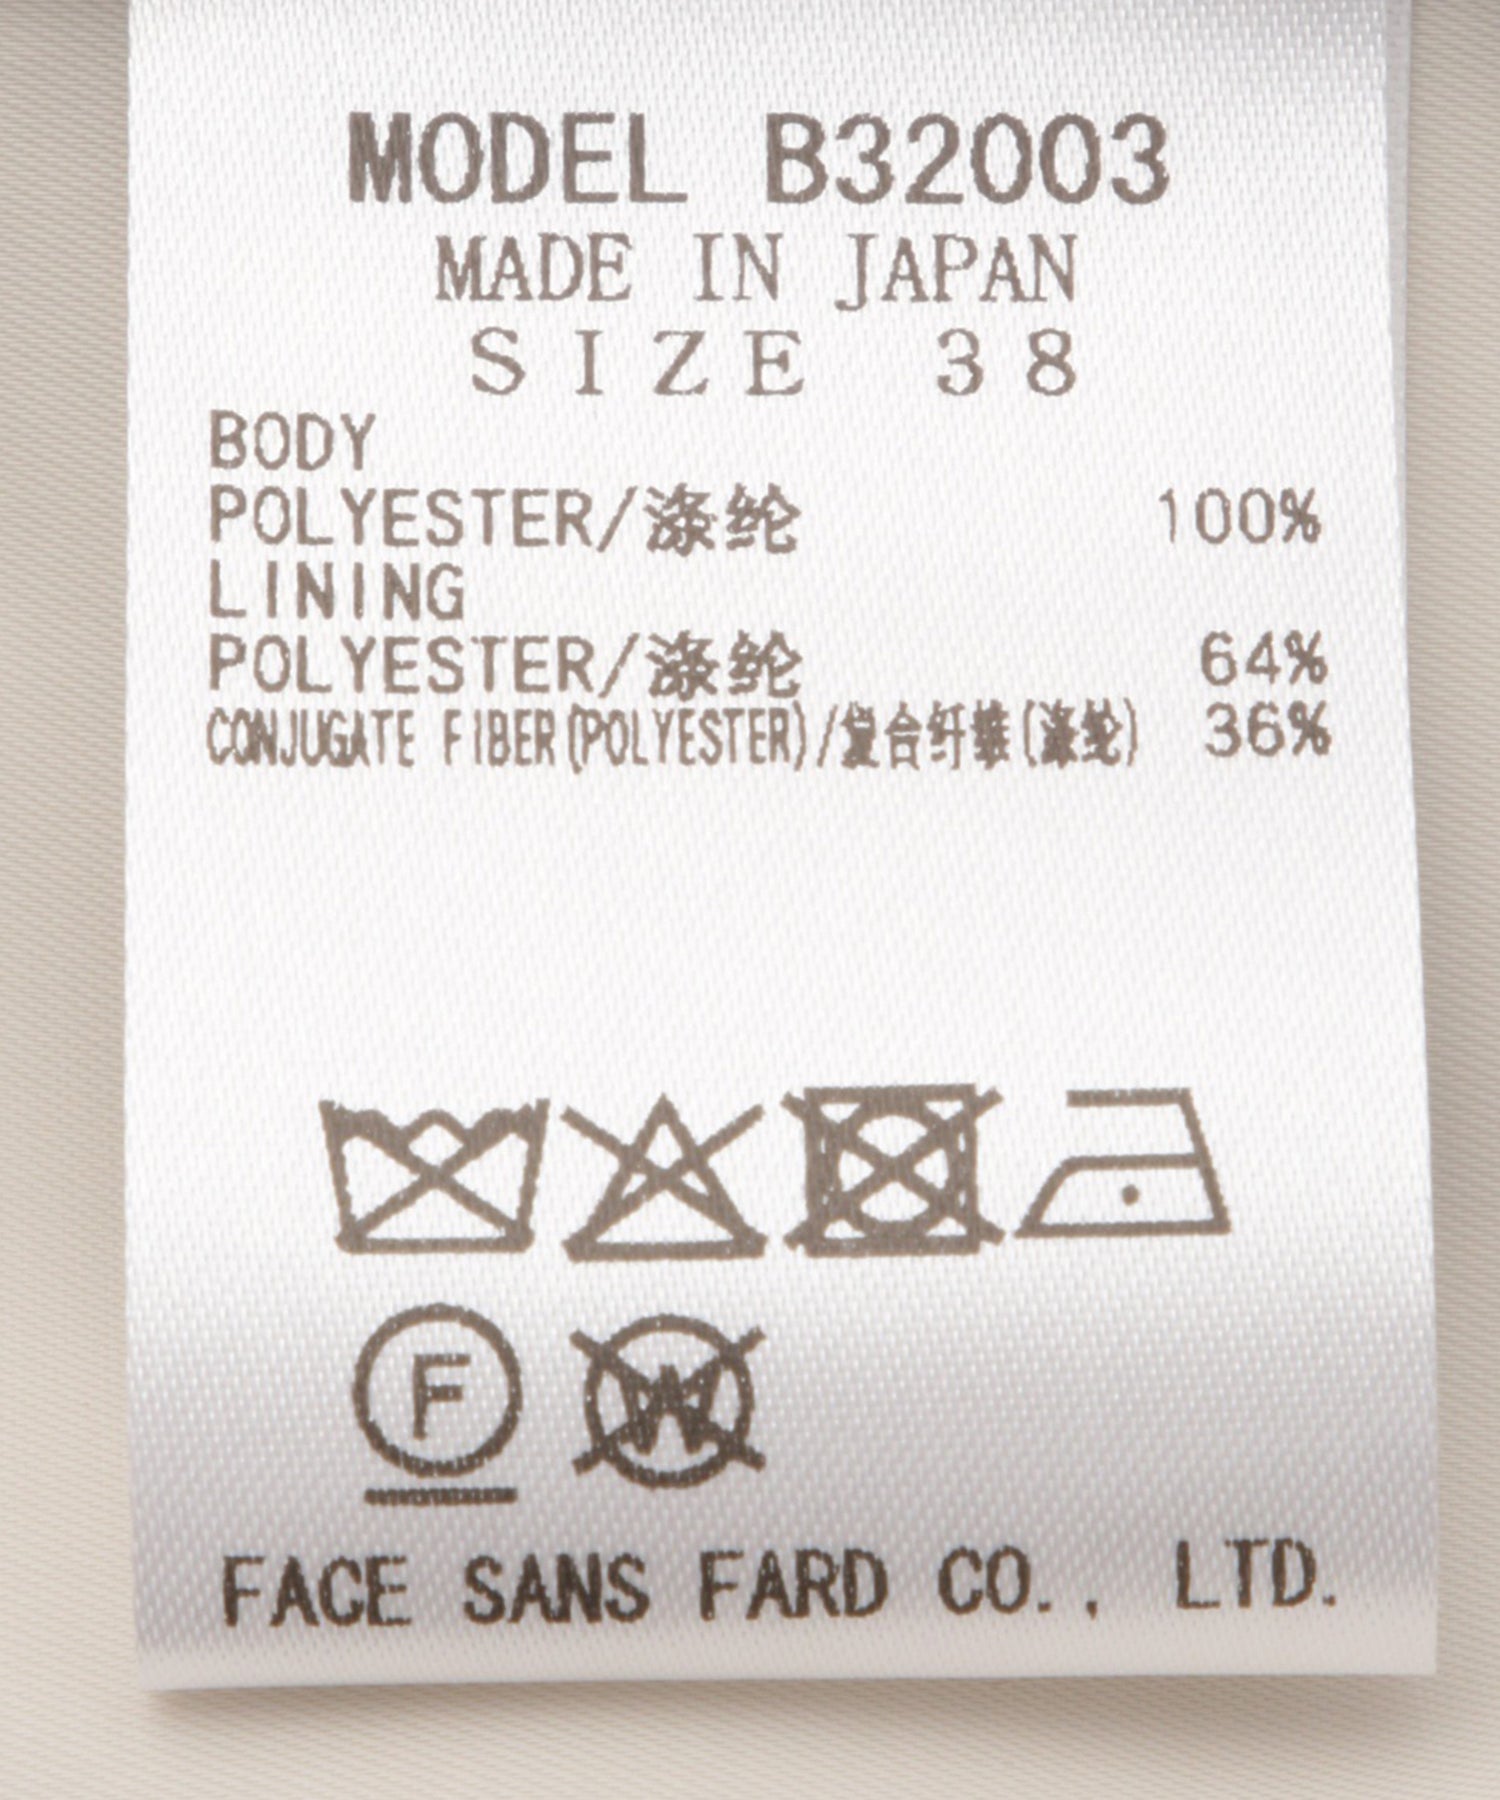 MODEL B32003
MADE IN JAPAN
SIZE 38
BODY
POLYESTER/涤纶 100%
LINING
POLYESTER/涤纶 64%
CONJUGATE FIBER(POLYESTER)/复合纤维(涤纶) 36%
F
W
FACE SANS FARD CO., LTD.